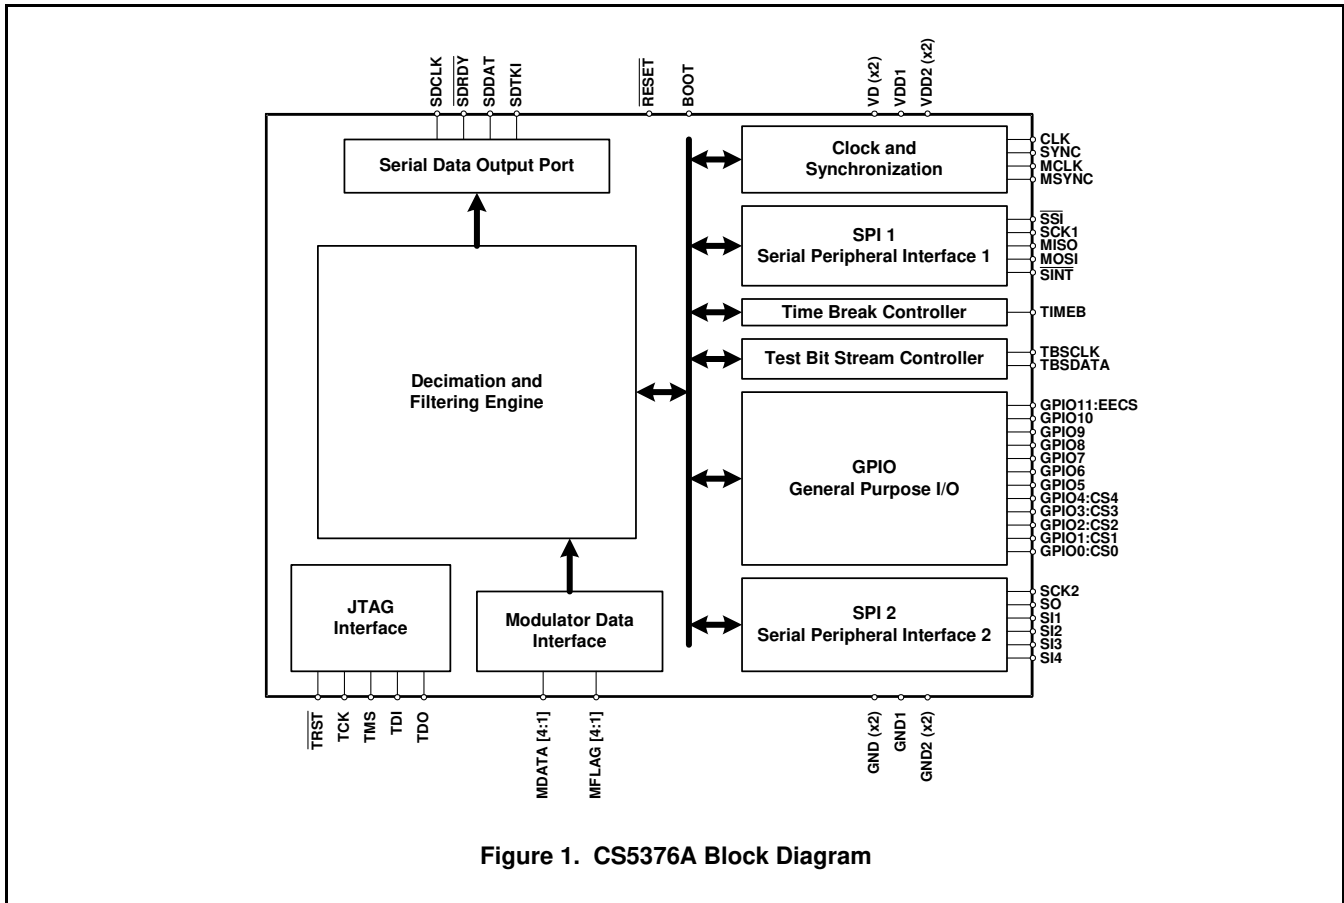 SDCLK
SDRDY
SDDAT
SDTKI
RESET
BOOT
VD (x2)
VDD1
VDD2 (x2)
Serial Data Output Port
Clock and
Synchronization
CLK
SYNC
MCLK
MSYNC
SPI 1
Serial Peripheral Interface 1
SSI
SCK1
MISO
MOSI
SINT
Time Break Controller
TIMEB
Test Bit Stream Controller
TBSCLK
TBSDATA
Decimation and
Filtering Engine
GPIO
General Purpose I/O
GPIO11:EECS
GPIO10
GPIO9
GPIO8
GPIO7
GPIO6
GPIO5
GPIO4:CS4
GPIO3:CS3
GPIO2:CS2
GPIO1:CS1
GPIO0:CS0
JTAG
Interface
Modulator Data
Interface
SPI 2
Serial Peripheral Interface 2
SCK2
SO
SI1
SI2
SI3
SI4
TRST
TCK
TMS
TDI
TDO
MDATA [4:1]
MFLAG [4:1]
GND (x2)
GND1
GND2 (x2)
Figure 1. CS5376A Block Diagram